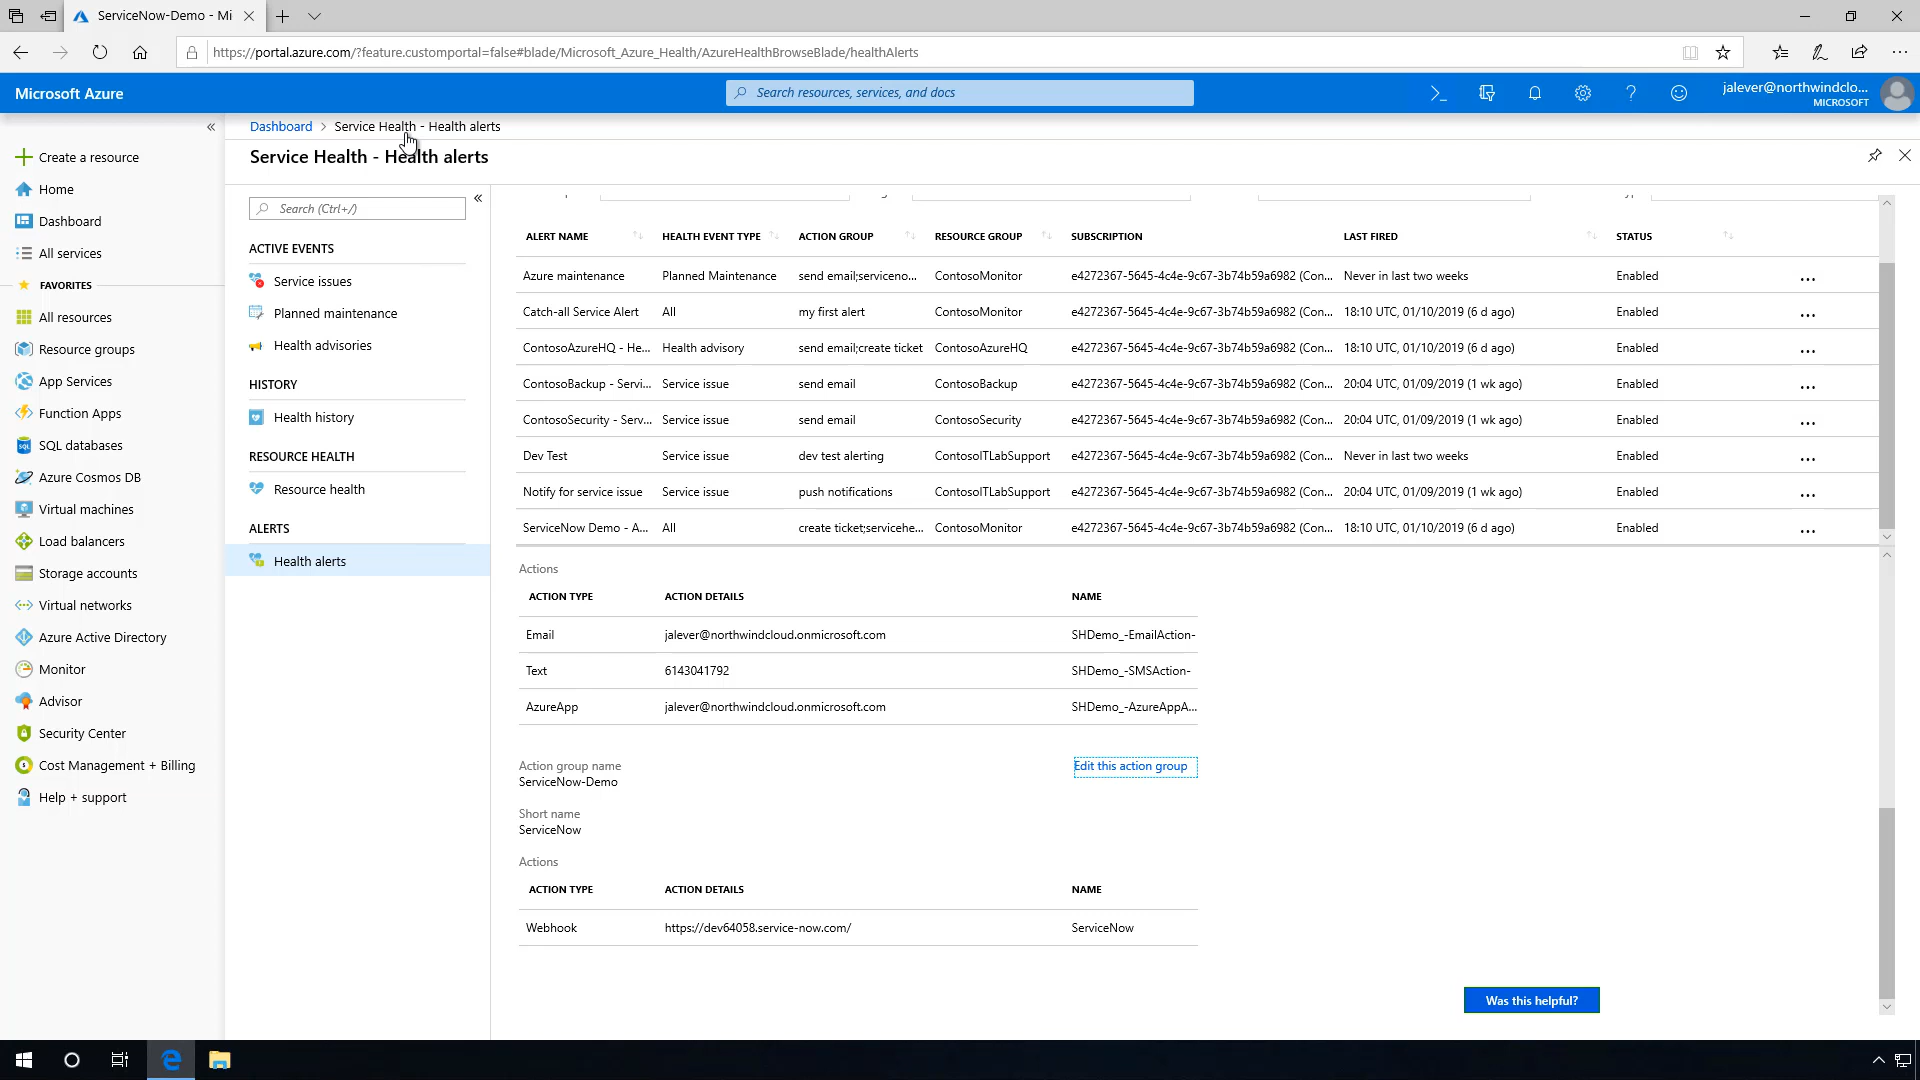 ServiceNow-Demo - Mi
https://portal.azure.com/?feature.customportal=false#blade/Microsoft_Azure_Health/AzureHealthBrowseBlade/healthAlerts
Microsoft Azure
Search resources, services, and docs
jalever@northwindclo...
MICROSOFT
Dashboard > Service Health - Health alerts
Service Health - Health alerts
Create a resource
Home
Dashboard
All services
FAVORITES
All resources
Resource groups
App Services
Function Apps
SQL databases
Azure Cosmos DB
Virtual machines
Load balancers
Storage accounts
Virtual networks
Azure Active Directory
Monitor
Advisor
Security Center
Cost Management + Billing
Help + support
Search (Ctrl+/)
ACTIVE EVENTS
Service issues
Planned maintenance
Health advisories
HISTORY
Health history
RESOURCE HEALTH
Resource health
ALERTS
Health alerts
ALERT NAME HEALTH EVENT TYPE ACTION GROUP RESOURCE GROUP SUBSCRIPTION LAST FIRED STATUS
Azure maintenance Planned Maintenance send email;serviceno... ContosoMonitor e4272367-5645-4c4e-9c67-3b74b59a6982 (Con... Never in last two weeks Enabled ...
Catch-all Service Alert All my first alert ContosoMonitor e4272367-5645-4c4e-9c67-3b74b59a6982 (Con... 18:10 UTC, 01/10/2019 (6 d ago) Enabled ...
ContosoAzureHQ - He... Health advisory send email;create ticket ContosoAzureHQ e4272367-5645-4c4e-9c67-3b74b59a6982 (Con... 18:10 UTC, 01/10/2019 (6 d ago) Enabled ...
ContosoBackup - Servi... Service issue send email ContosoBackup e4272367-5645-4c4e-9c67-3b74b59a6982 (Con... 20:04 UTC, 01/09/2019 (1 wk ago) Enabled ...
ContosoSecurity - Serv... Service issue send email ContosoSecurity e4272367-5645-4c4e-9c67-3b74b59a6982 (Con... 20:04 UTC, 01/09/2019 (1 wk ago) Enabled ...
Dev Test Service issue dev test alerting ContosoITLabSupport e4272367-5645-4c4e-9c67-3b74b59a6982 (Con... Never in last two weeks Enabled ...
Notify for service issue Service issue push notifications ContosoITLabSupport e4272367-5645-4c4e-9c67-3b74b59a6982 (Con... 20:04 UTC, 01/09/2019 (1 wk ago) Enabled ...
ServiceNow Demo - A... All create ticket;servicehe... ContosoMonitor e4272367-5645-4c4e-9c67-3b74b59a6982 (Con... 18:10 UTC, 01/10/2019 (6 d ago) Enabled ...
Actions
ACTION TYPE ACTION DETAILS NAME
Email jalever@northwindcloud.onmicrosoft.com SHDemo_-EmailAction-
Text 6143041792 SHDemo_-SMSAction-
AzureApp jalever@northwindcloud.onmicrosoft.com SHDemo_-AzureAppA...
Action group name Edit this action group
ServiceNow-Demo
Short name
ServiceNow
Actions
ACTION TYPE ACTION DETAILS NAME
Webhook https://dev64058.service-now.com/ ServiceNow
Was this helpful?